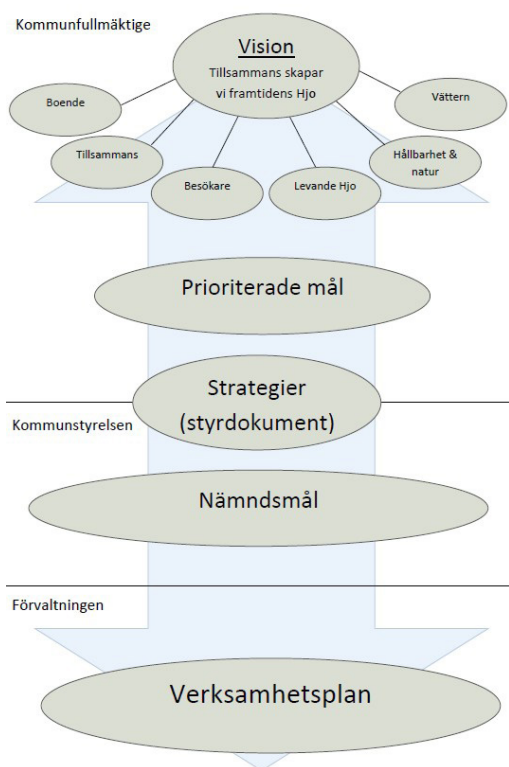 Kommunfullmäktige
Vision
Tillsammans skapar
vi framtidens Hjo
Boende
Vättern
Tillsammans
Hållbarhet &
natur
Besökare
Levande Hjo
Prioriterade mål
Strategier
(styrdokument)
Kommunstyrelsen
Nämndsmål
Förvaltningen
Verksamhetsplan